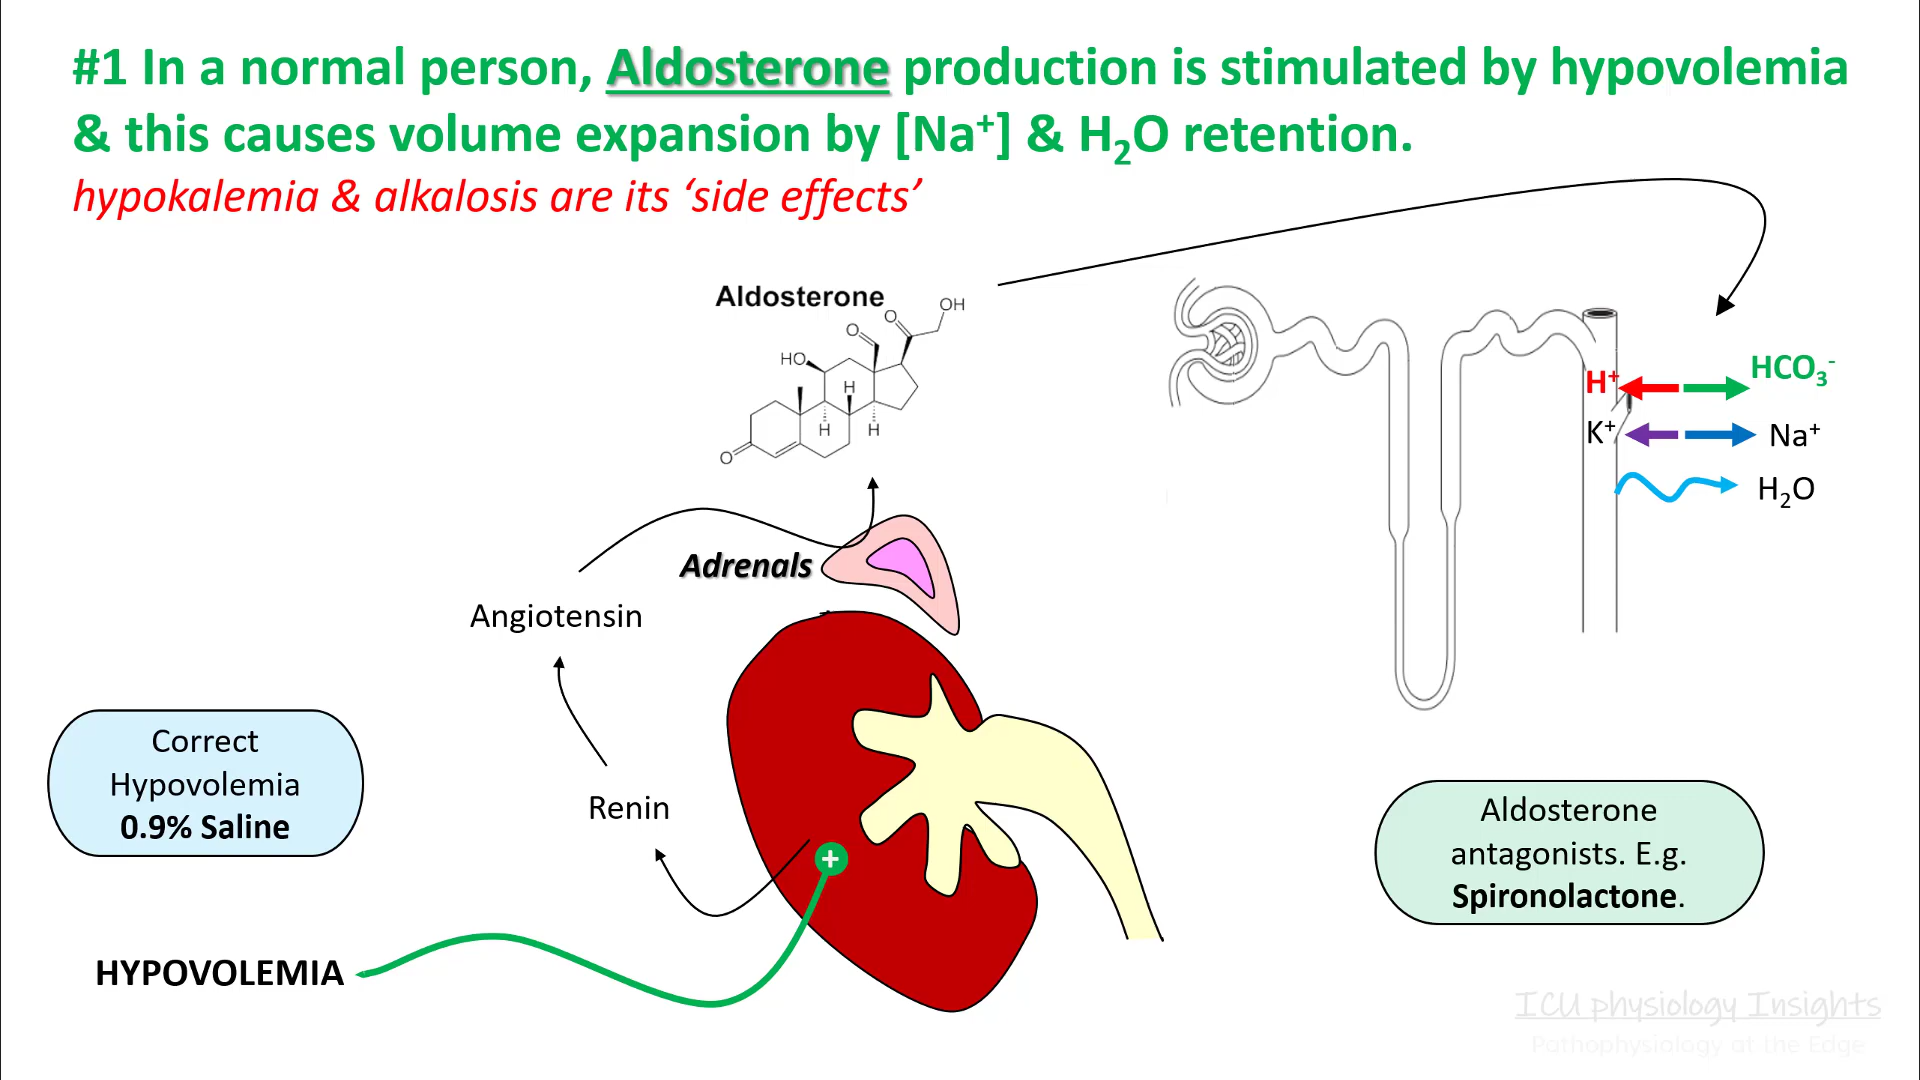 #1 In a normal person, Aldosterone production is stimulated by hypovolemia
& this causes volume expansion by [Na⁺] & H₂O retention.
hypokalemia & alkalosis are its ‘side effects’
Aldosterone
OH
O
O
HO
H
H
H
O
HCO₃⁻
H⁺
K⁺
Na⁺
H₂O
Adrenals
Angiotensin
Renin
Correct
Hypovolemia
0.9% Saline
+
Aldosterone
antagonists. E.g.
Spironolactone.
HYPOVOLEMIA
ICU physiology Insights
Pathophysiology at the Edge